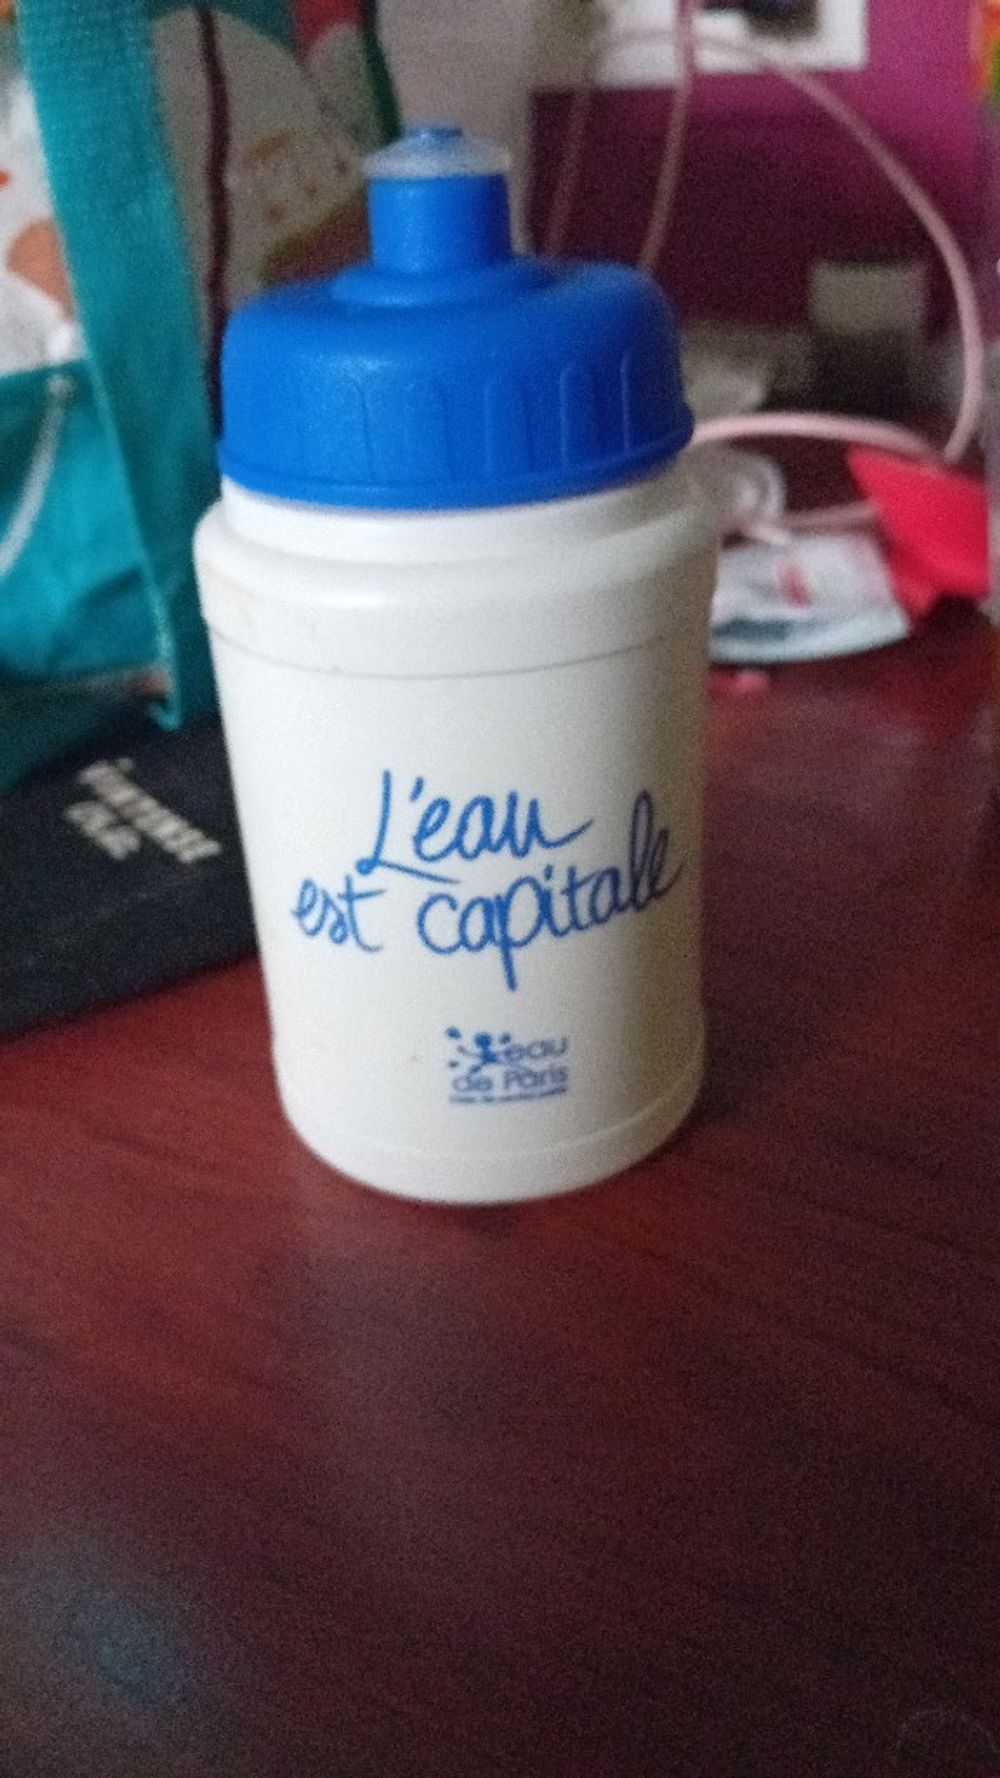 L'eau
est capitale
eau
de Paris